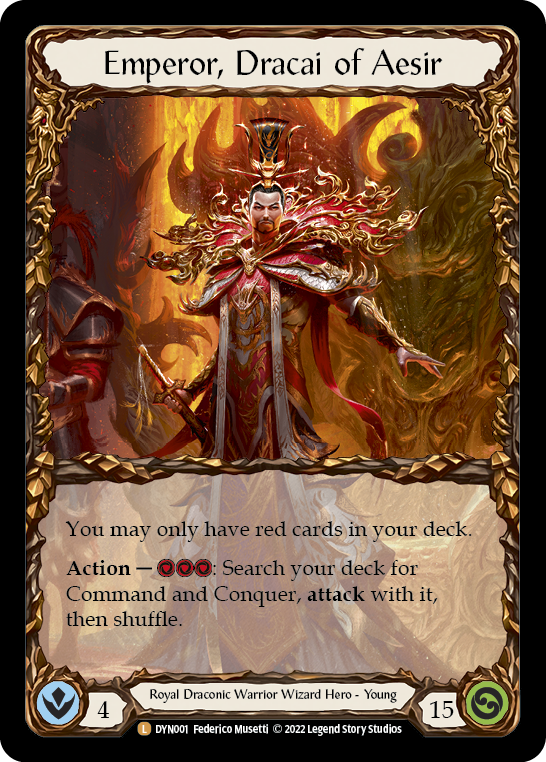 Emperor, Dracai of Aesir
You may only have red cards in your deck.
Action — : Search your deck for
Command and Conquer, attack with it,
then shuffle.
Royal Draconic Warrior Wizard Hero - Young
4
15
L DYN001 Federico Musetti © 2022 Legend Story Studios